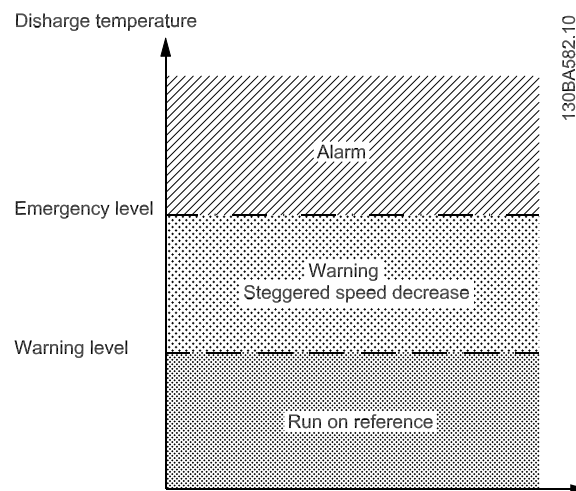 Disharge temperature
130BA582.10
Alarm
Emergency level
Warning
Steggered speed decrease
Warning level
Run on reference